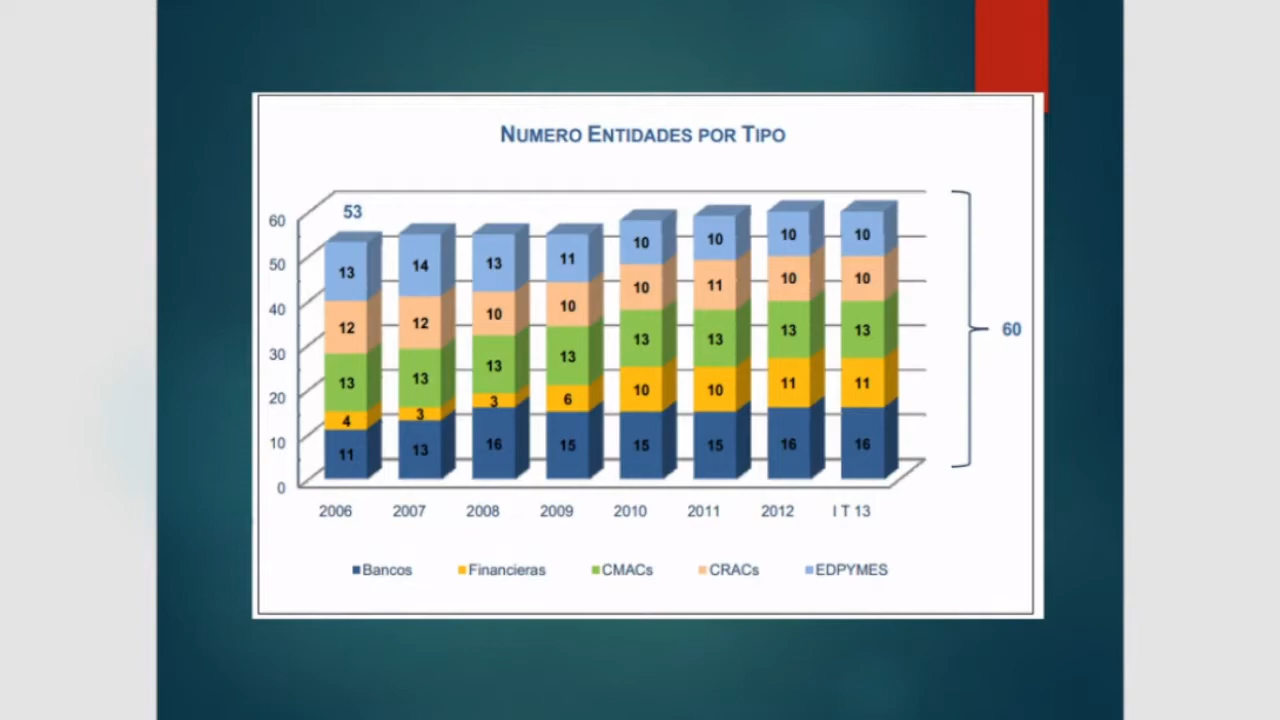 NUMERO ENTIDADES POR TIPO
53
60
50
40
30
20
10
0
13 14 13 11 10 10 10 10
12 12 10 10 10 11 10 10
13 13 13 13 13 13 13 13
4 3 3 6 10 10 11 11
11 13 16 15 15 15 16 16
60
2006 2007 2008 2009 2010 2011 2012 I T 13
Bancos Financieras CMACs CRACs EDPYMES